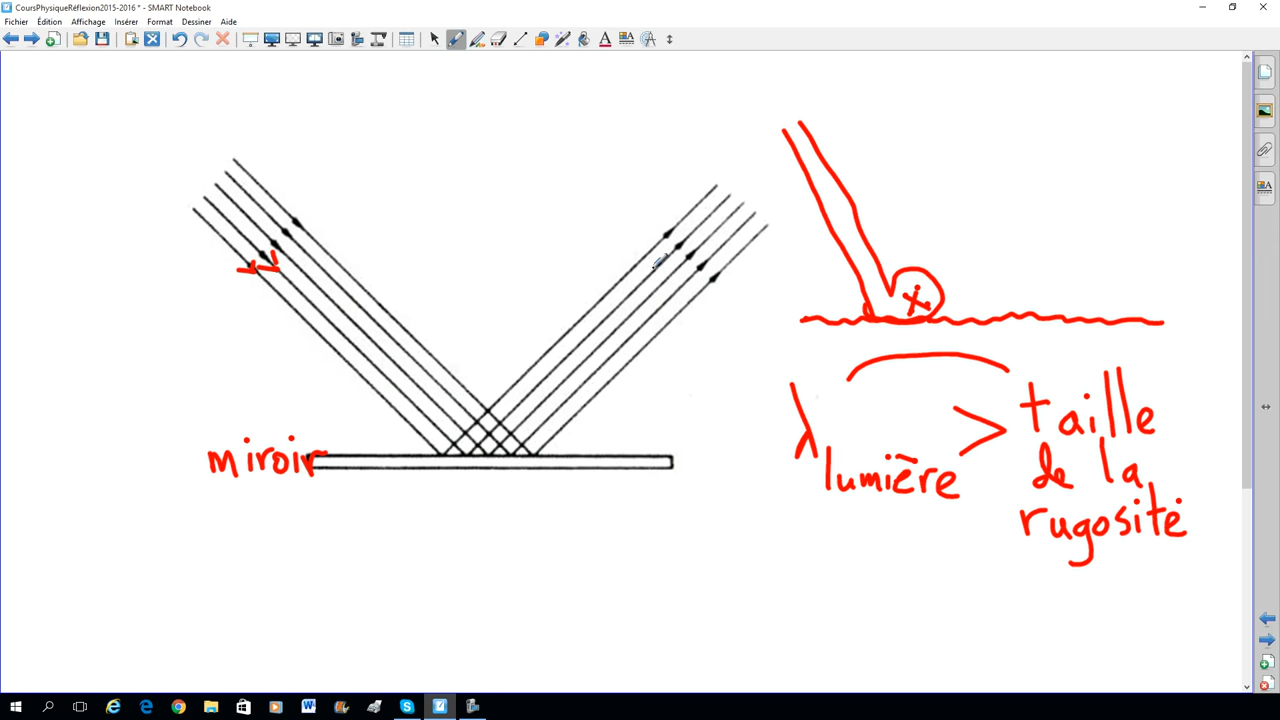 CoursPhysiqueRéflexion2015-2016 * - SMART Notebook
Fichier Édition Affichage Insérer Format Dessiner Aide
miroir
λ lumière > taille
de la
rugosité